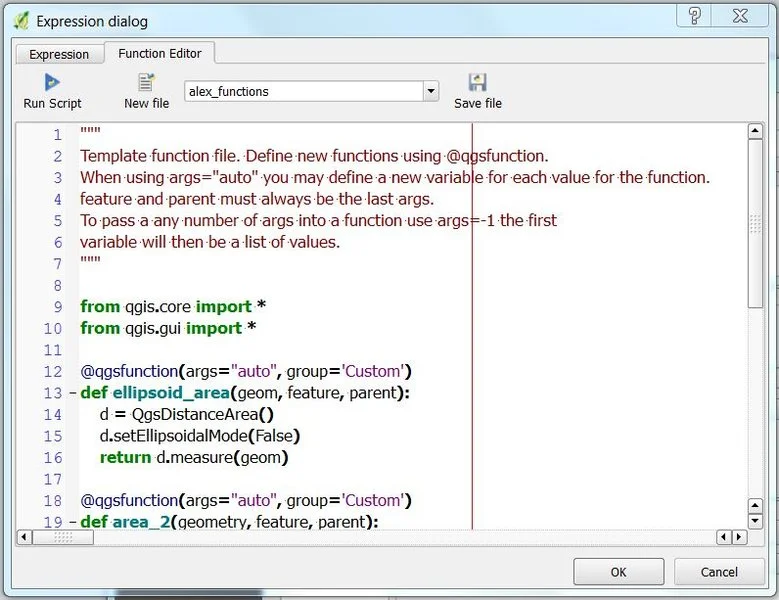 Expression dialog
Expression
Function Editor
Run Script
New file
alex_functions
Save file
1 """
2 Template function file. Define new functions using @qgsfunction.
3 When using args="auto" you may define a new variable for each value for the function.
4 feature and parent must always be the last args.
5 To pass a any number of args into a function use args=-1 the first
6 variable will then be a list of values.
7 """
8
9 from qgis.core import *
10 from qgis.gui import *
11
12 @qgsfunction(args="auto", group='Custom')
13 def ellipsoid_area(geom, feature, parent):
14     d = QgsDistanceArea()
15     d.setEllipsoidalMode(False)
16     return d.measure(geom)
17
18 @qgsfunction(args="auto", group='Custom')
19 def area_2(geometry, feature, parent):
OK
Cancel